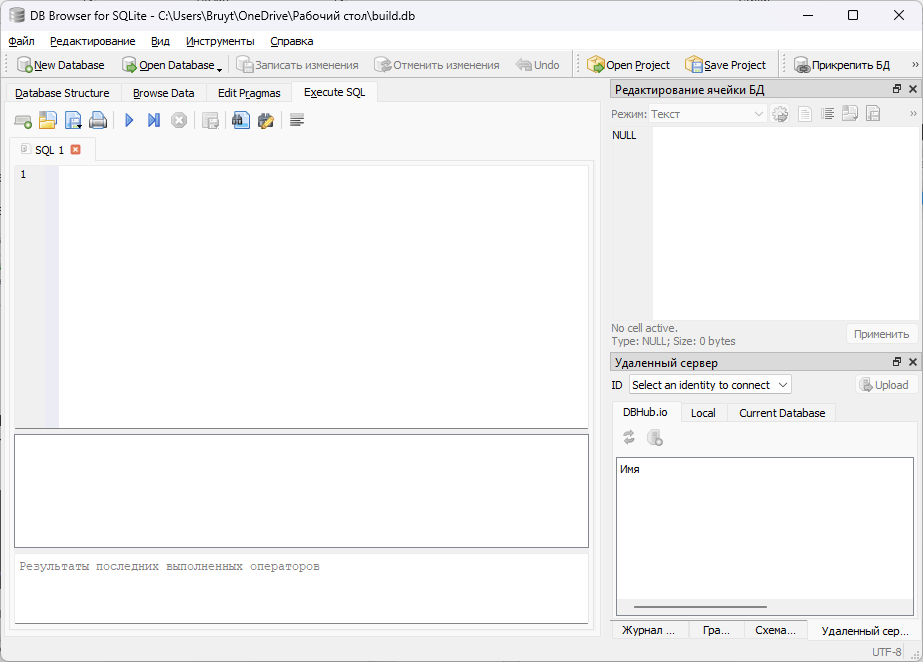 DB Browser for SQLite - C:\Users\Bruyt\OneDrive\Рабочий стол\build.db
Файл Редактирование Вид Инструменты Справка
New Database Open Database Записать изменения Отменить изменения Undo Open Project Save Project Прикрепить БД »
Database Structure Browse Data Edit Pragmas Execute SQL
SQL 1
1
Результаты последних выполненных операторов
Редактирование ячейки БД
Режим: Текст »
NULL
No cell active.
Type: NULL; Size: 0 bytes
Применить
Удаленный сервер
ID Select an identity to connect Upload
DBHub.io Local Current Database
Имя
Журнал ... Гра... Схема... Удаленный сер...
UTF-8